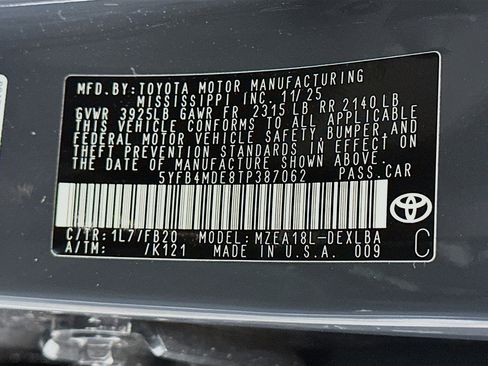 MFD. BY: TOYOTA MOTOR MANUFACTURING
MISSISSIPPI INC. 11/25
GVWR 3925LB GAWR FR 2315LB RR 2140LB
THIS VEHICLE CONFORMS TO ALL APPLICABLE
FEDERAL MOTOR VEHICLE SAFETY, BUMPER, AND
THEFT PREVENTION STANDARDS IN EFFECT ON
THE DATE OF MANUFACTURE SHOWN ABOVE.
5YFB4MDE8TP387062 PASS.CAR
C/TR: 1L7/FB20 MODEL: MZEA18L-DEXLBA
A/TM: /K121 MADE IN U.S.A. 009
C